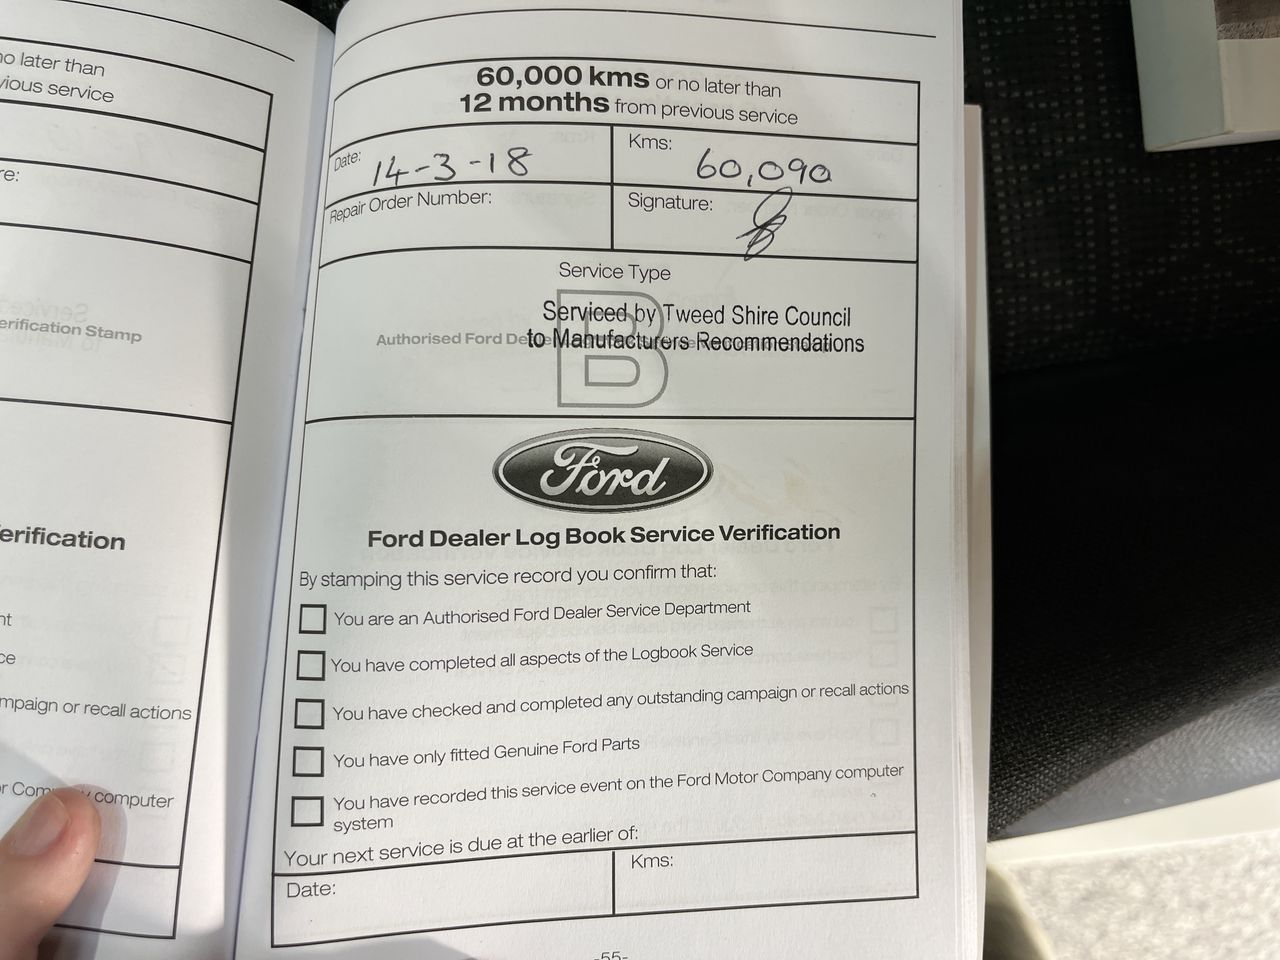 no later than
vious service
re:
erification Stamp
erification
nt
ce
mpaign or recall actions
computer
60,000 kms or no later than
12 months from previous service
Date: 14-3-18
Kms: 60,090
Repair Order Number:
Signature:
Service Type
B
Serviced by Tweed Shire Council
Authorised Ford
to Manufacturers Recommendations
Ford
Ford Dealer Log Book Service Verification
By stamping this service record you confirm that:
You are an Authorised Ford Dealer Service Department
You have completed all aspects of the Logbook Service
You have checked and completed any outstanding campaign or recall actions
You have only fitted Genuine Ford Parts
You have recorded this service event on the Ford Motor Company computer
system
Your next service is due at the earlier of:
Date:
Kms:
-55-